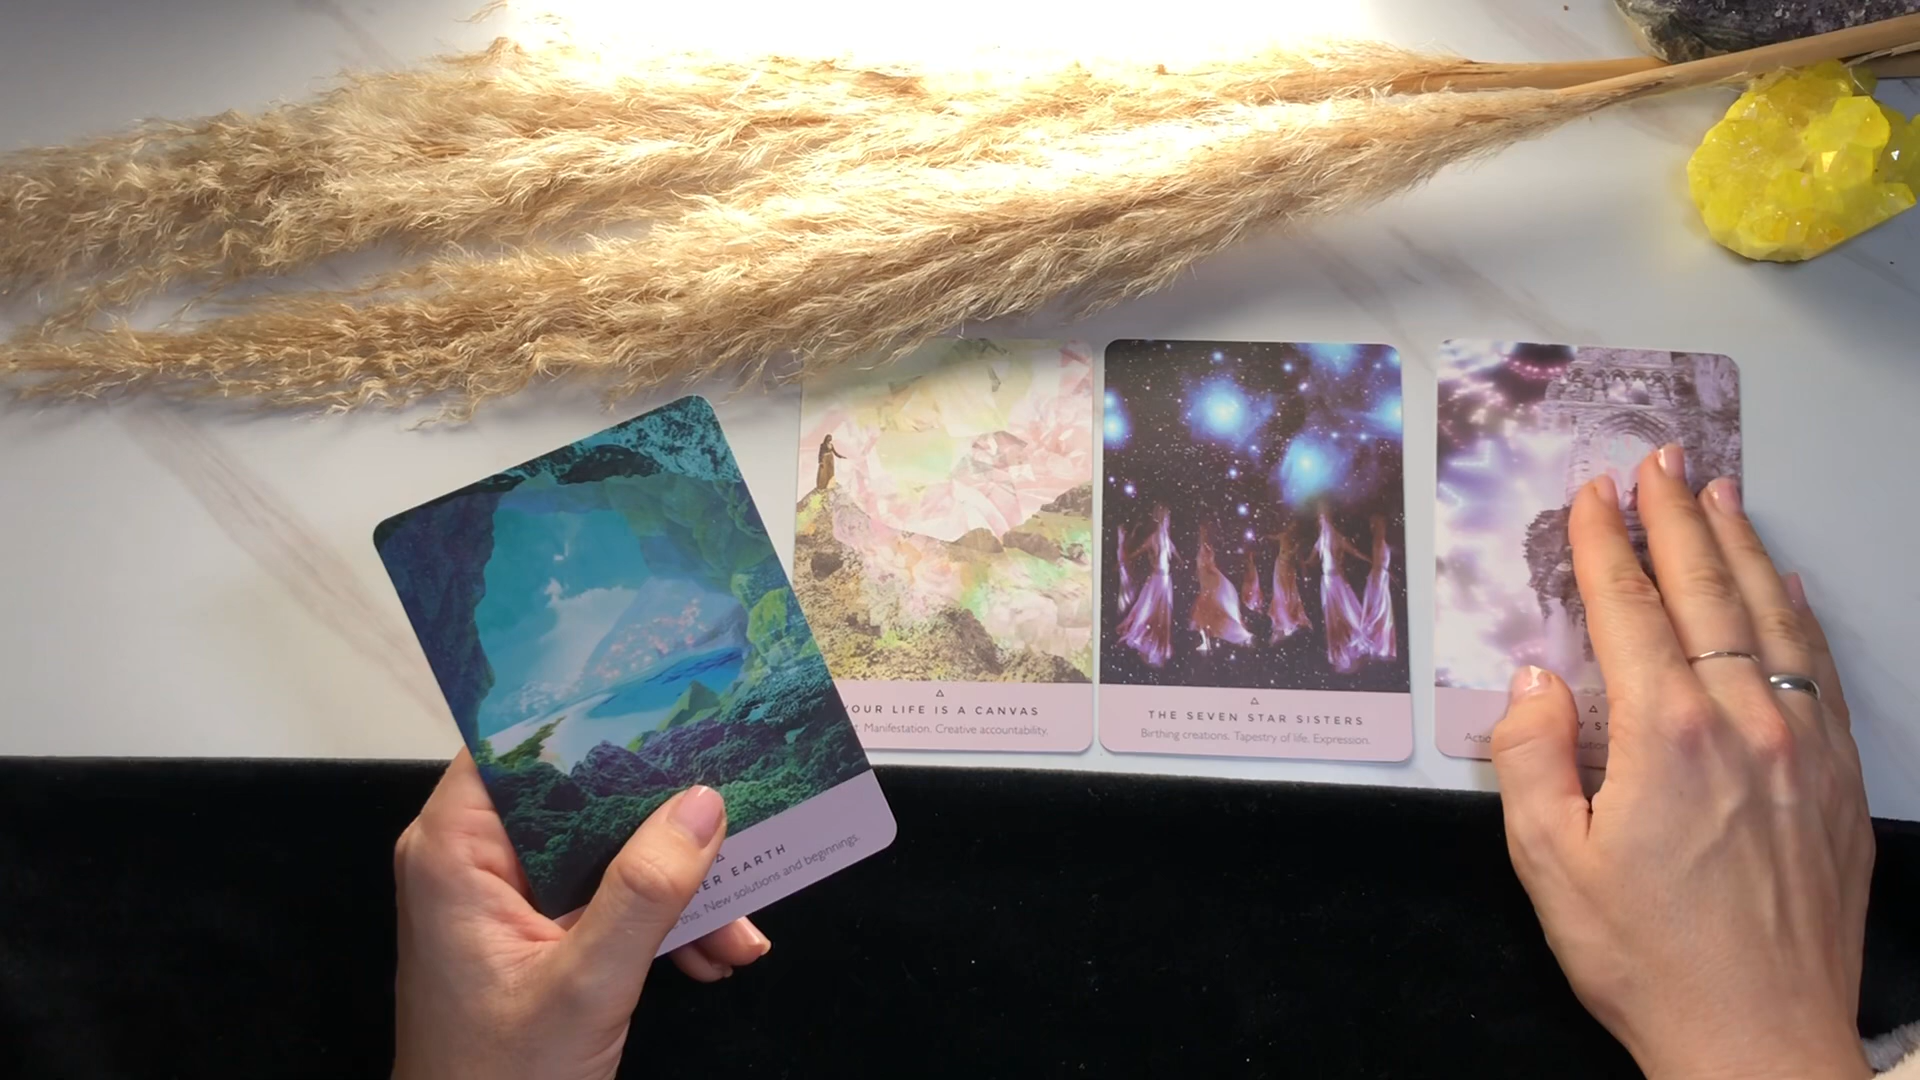 YOUR LIFE IS A CANVAS
Manifestation. Creative accountability.
THE SEVEN STAR SISTERS
Birthing creations. Tapestry of life. Expression.
EARTH
this. New solutions and beginnings.